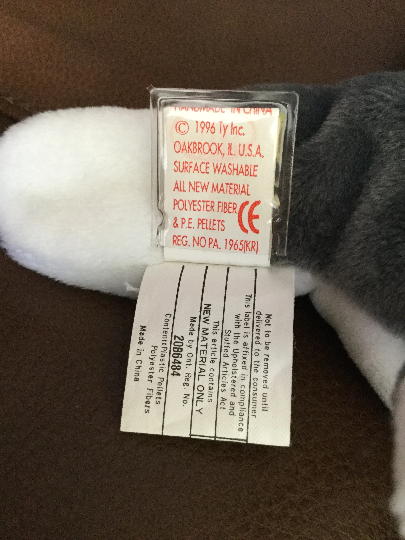 HANDMADE IN CHINA
© 1996 Ty Inc.
OAKBROOK, IL. U.S.A.
SURFACE WASHABLE
ALL NEW MATERIAL
POLYESTER FIBER
& P.E. PELLETS CE
REG. NO PA. 1965(KR)
Not to be removed until
delivered to the consumer
This label is affixed in compliance
with the Upholstered and
Stuffed Articles Act
This article contains
NEW MATERIAL ONLY
Made by Ont. Reg. No.
20B6484
Content:Plastic Pellets
Polyester Fibers
Made in China